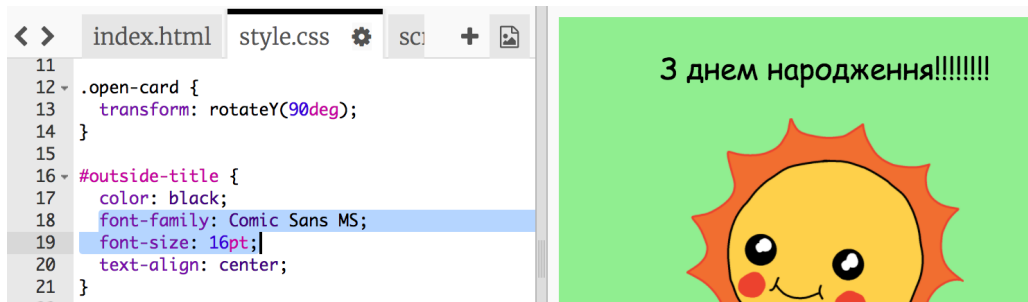 index.html style.css scr
З днем народження!!!!!!!!
11
12 .open-card {
13 transform: rotateY(90deg);
14 }
15
16 #outside-title {
17 color: black;
18 font-family: Comic Sans MS;
19 font-size: 16pt;
20 text-align: center;
21 }